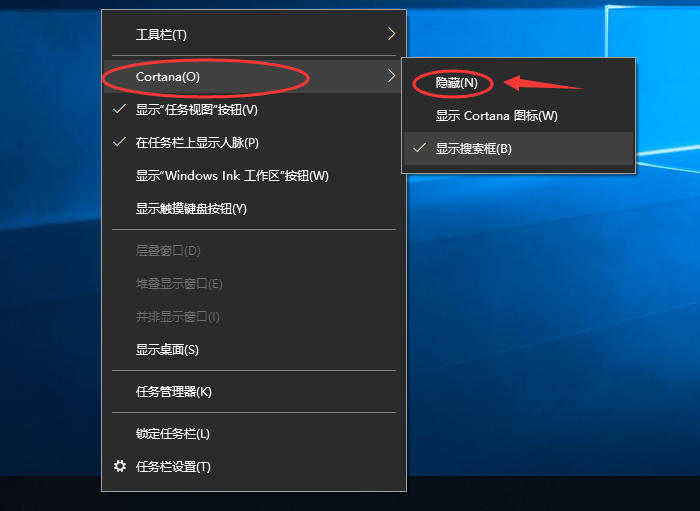 工具栏(T)
Cortana(O)
隐藏(N)
显示"任务视图"按钮(V)
显示 Cortana 图标(W)
在任务栏上显示人脉(P)
显示搜索框(B)
显示"Windows Ink 工作区"按钮(W)
显示触摸键盘按钮(Y)
层叠窗口(D)
堆叠显示窗口(E)
并排显示窗口(I)
显示桌面(S)
任务管理器(K)
锁定任务栏(L)
任务栏设置(T)